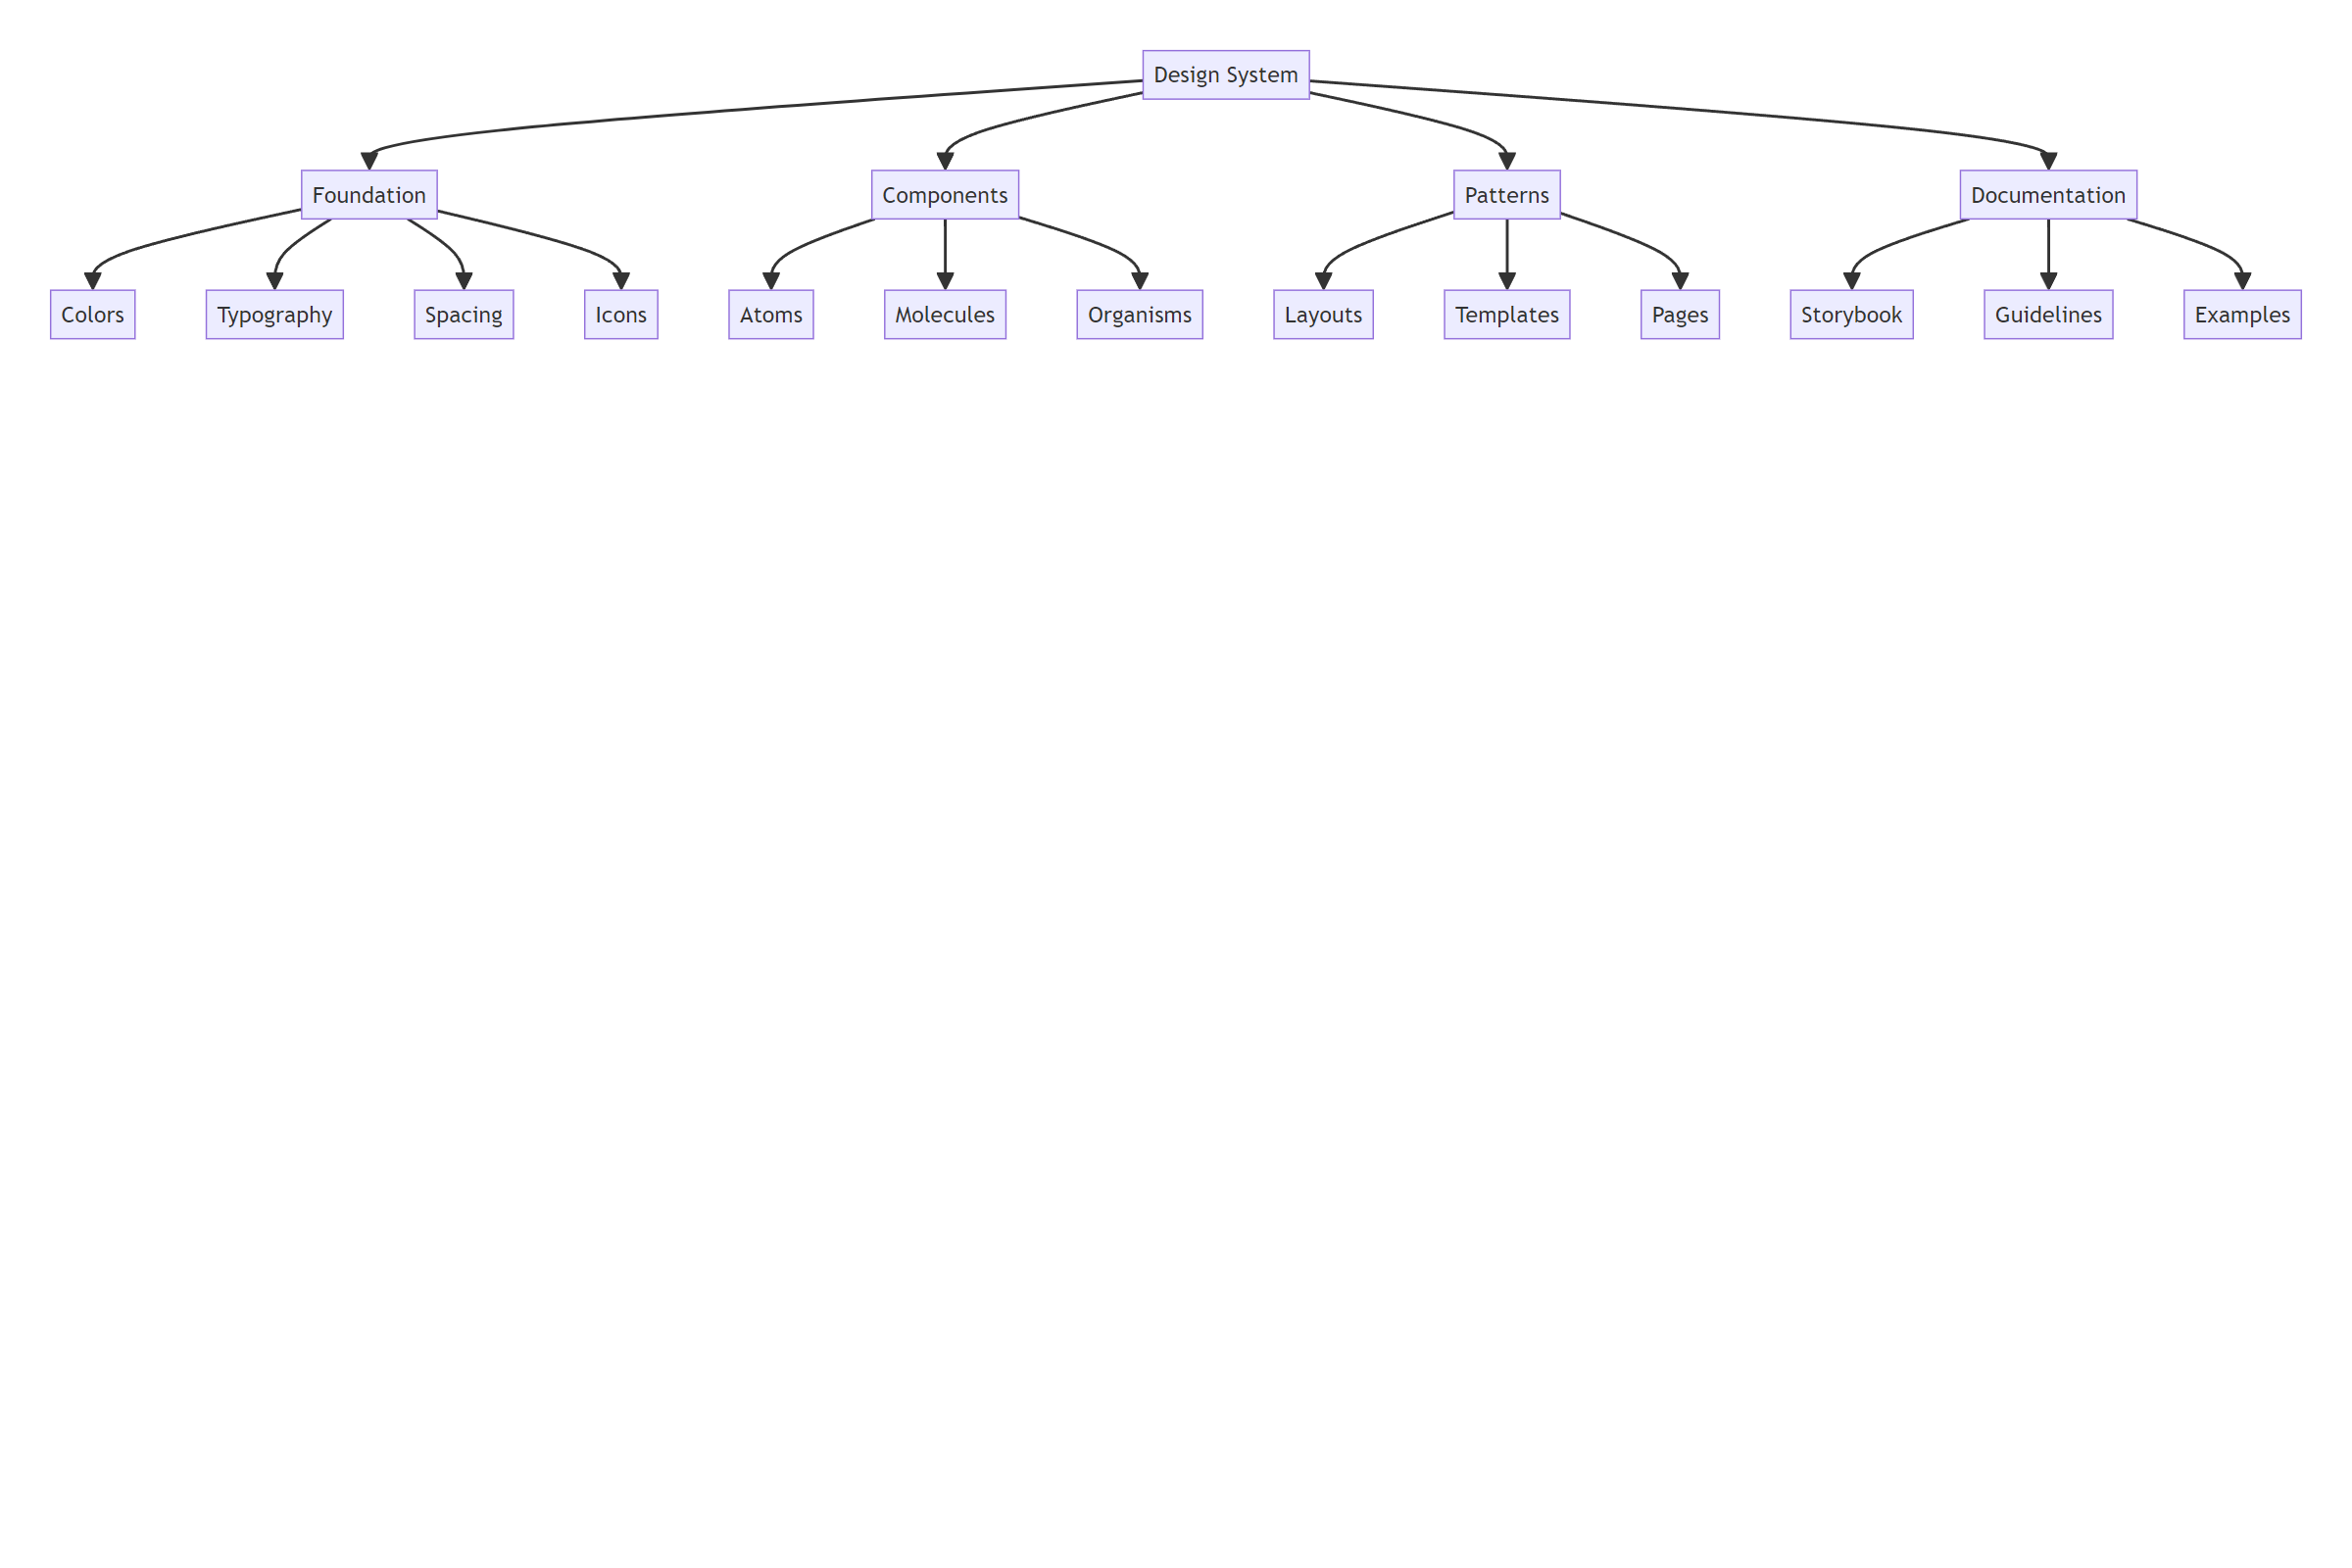 Design System
Foundation
Components
Patterns
Documentation
Colors
Typography
Spacing
Icons
Atoms
Molecules
Organisms
Layouts
Templates
Pages
Storybook
Guidelines
Examples